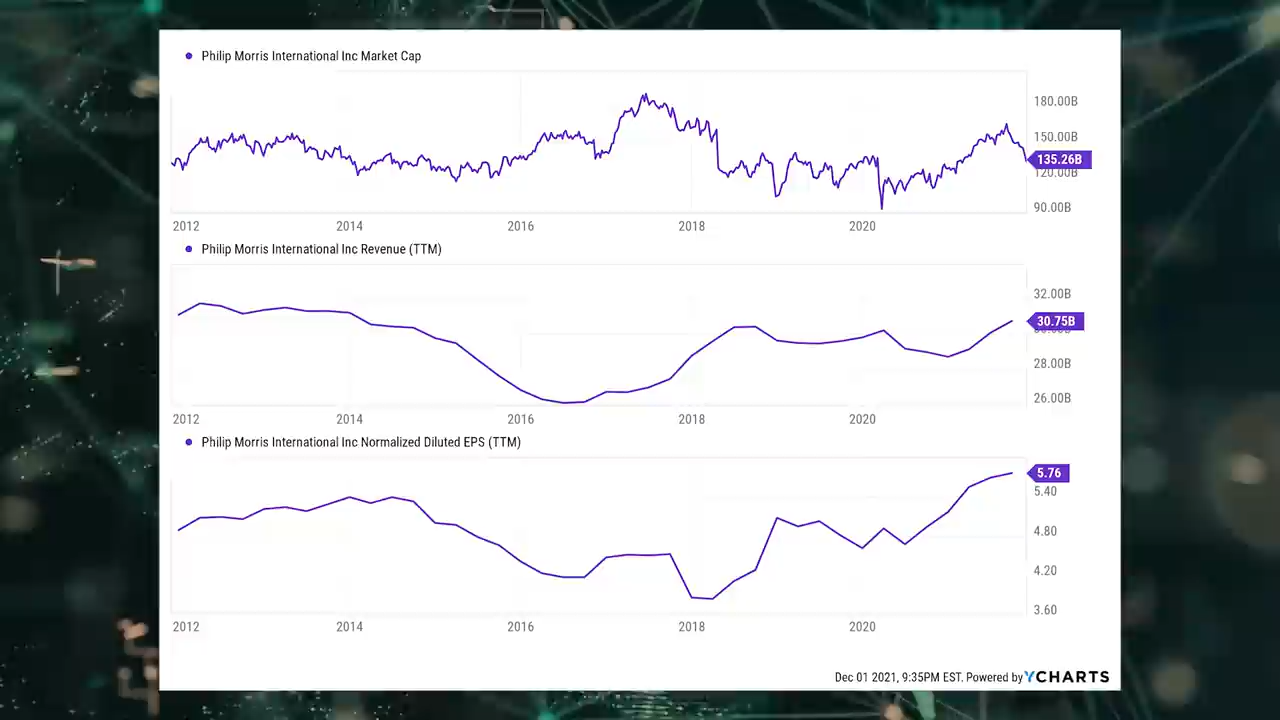 Philip Morris International Inc Market Cap
180.00B
150.00B
135.26B
120.00B
90.00B
2012 2014 2016 2018 2020
Philip Morris International Inc Revenue (TTM)
32.00B
30.75B
28.00B
26.00B
2012 2014 2016 2018 2020
Philip Morris International Inc Normalized Diluted EPS (TTM)
5.76
5.40
4.80
4.20
3.60
2012 2014 2016 2018 2020
Dec 01 2021, 9:35PM EST. Powered by YCHARTS